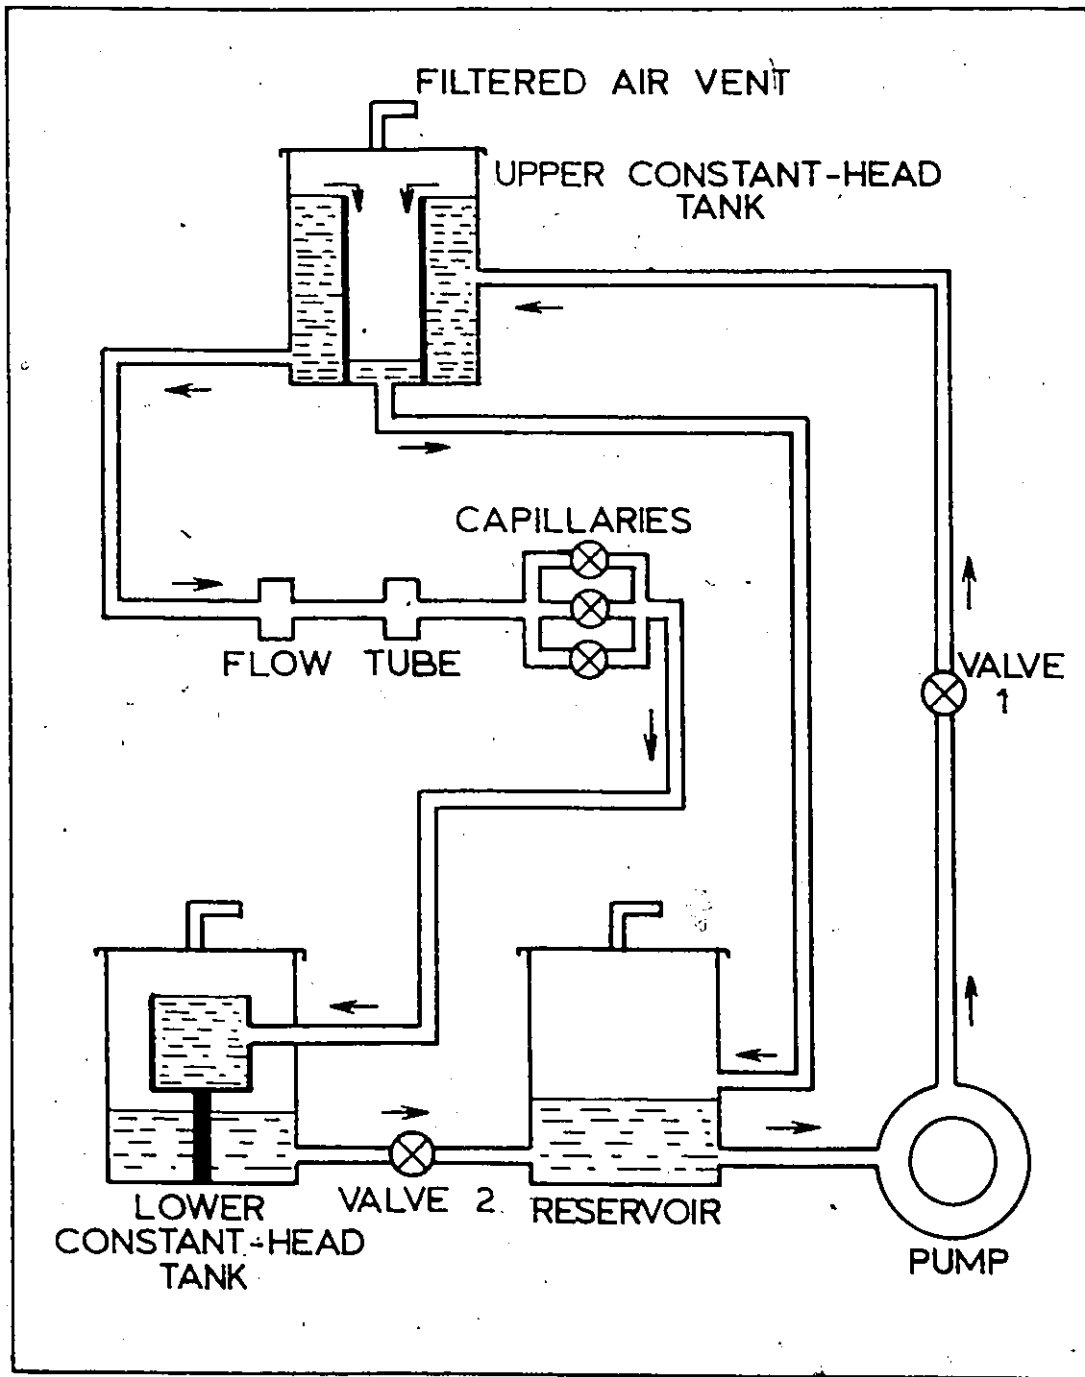 FILTERED AIR VENT
UPPER CONSTANT-HEAD
TANK
CAPILLARIES
FLOW TUBE
VALVE
1
LOWER
CONSTANT-HEAD
TANK
VALVE 2
RESERVOIR
PUMP